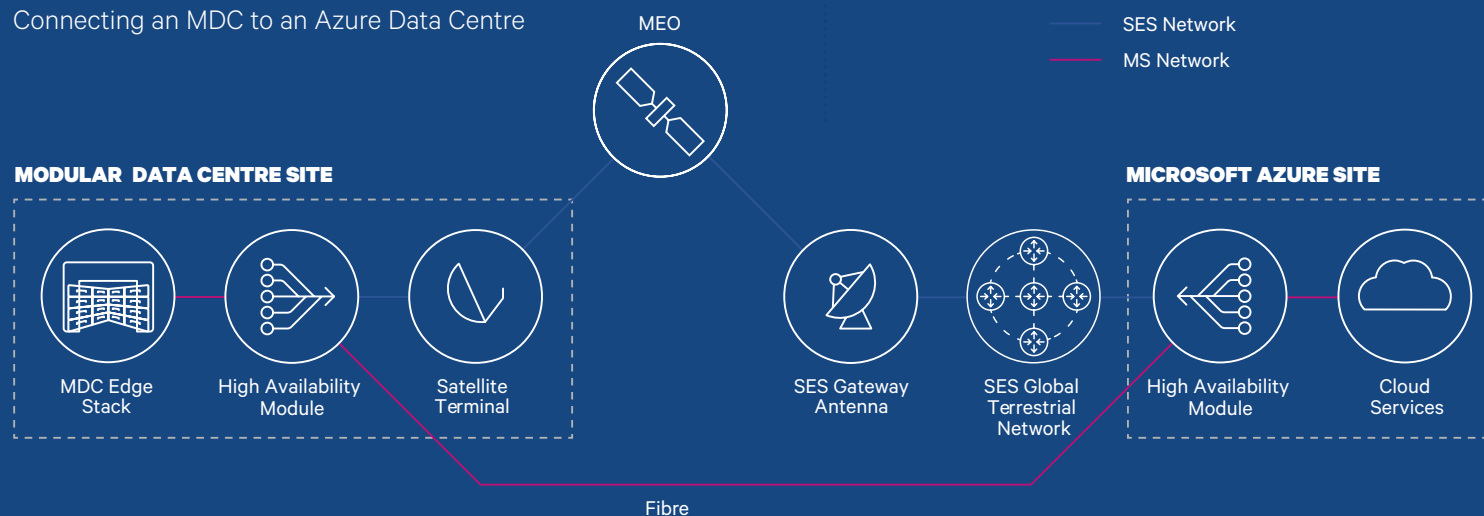 Connecting an MDC to an Azure Data Centre
MEO
SES Network
MS Network
MODULAR DATA CENTRE SITE
MICROSOFT AZURE SITE
MDC Edge
Stack
High Availability
Module
Satellite
Terminal
SES Gateway
Antenna
SES Global
Terrestrial
Network
High Availability
Module
Cloud
Services
Fibre